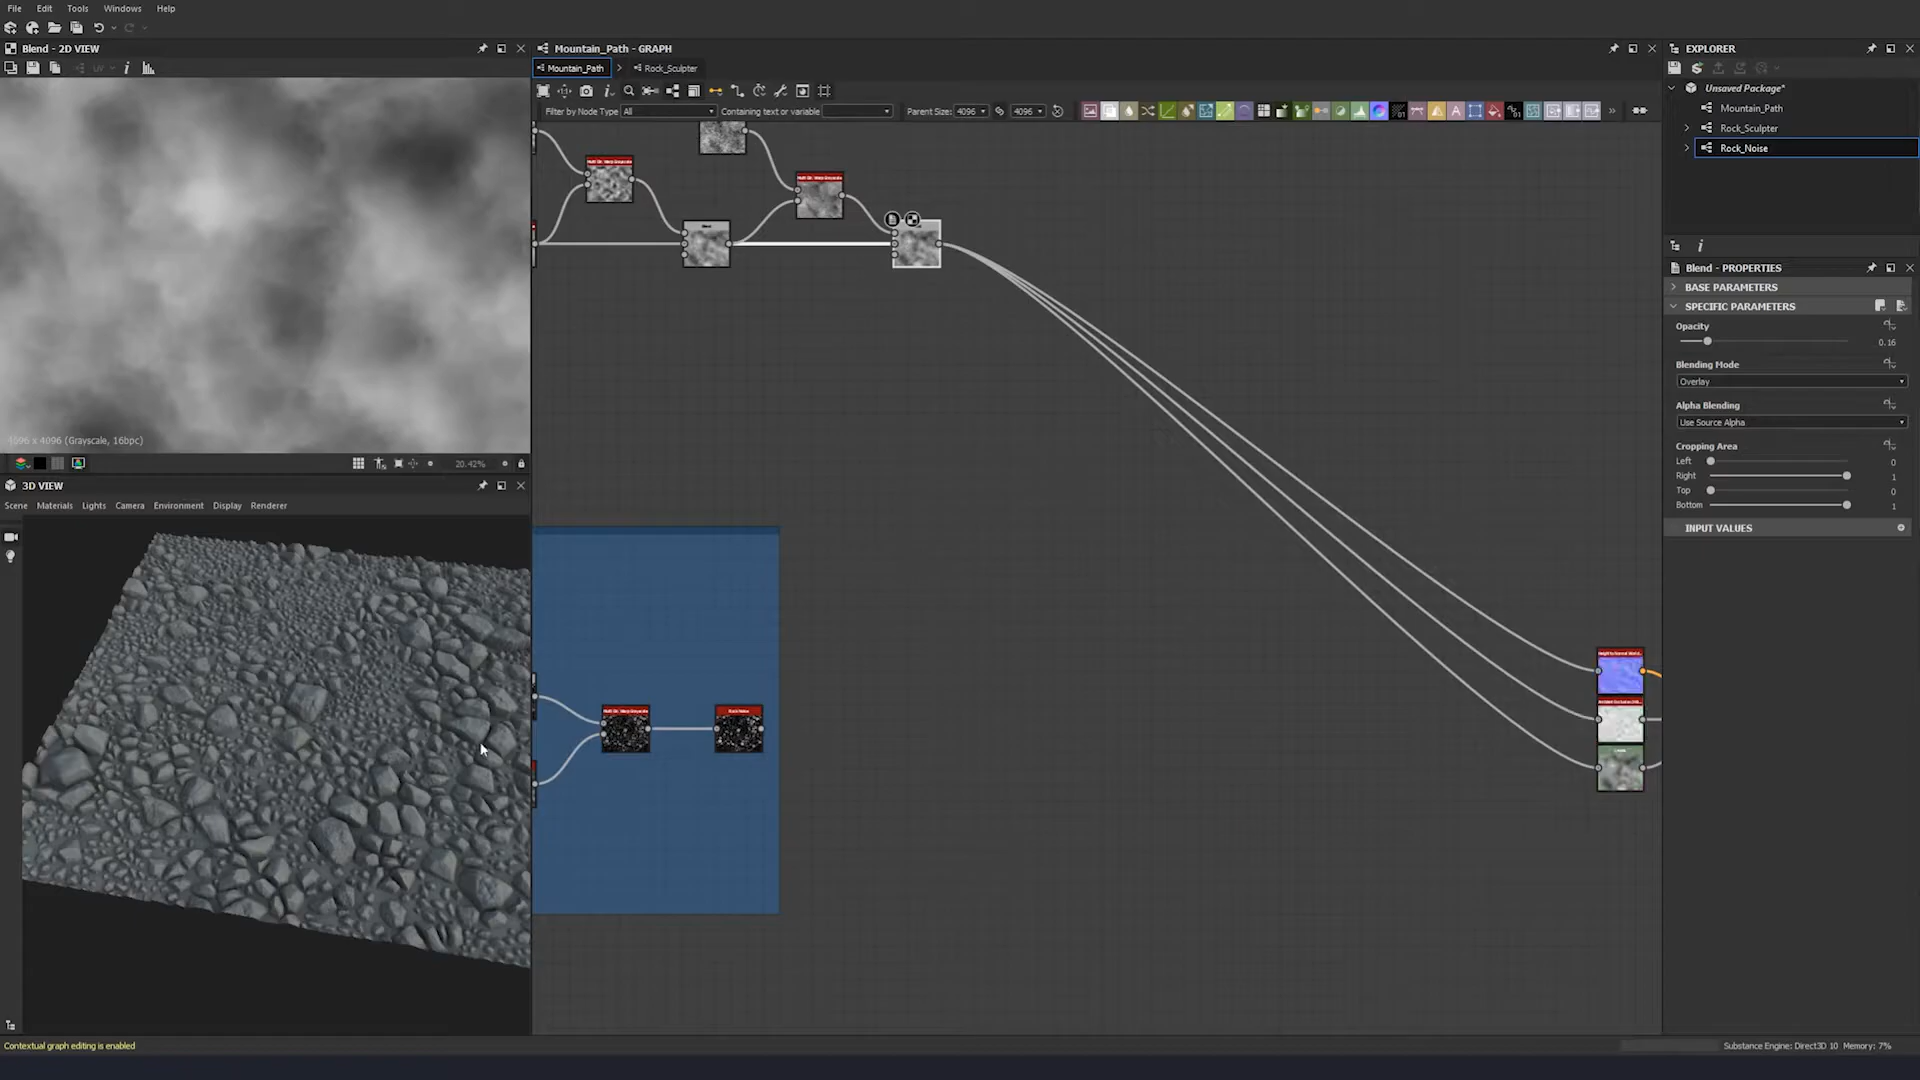 File Edit Tools Windows Help
Blend - 2D VIEW
Mountain_Path - GRAPH
EXPLORER
Mountain_Path > Rock_Sculpter
UV
Filter by Node Type All Containing text or variable Parent Size: 4096 4096
Unsaved Package*
Mountain_Path
Rock_Sculpter
Rock_Noise
4096 x 4096 (Grayscale, 16bpc)
20.42%
Blend - PROPERTIES
BASE PARAMETERS
SPECIFIC PARAMETERS
Opacity
0.16
Blending Mode
Overlay
Alpha Blending
Use Source Alpha
Cropping Area
Left 0
Right 1
Top 0
Bottom 1
INPUT VALUES
3D VIEW
Scene Materials Lights Camera Environment Display Renderer
Rock Noise
Contextual graph editing is enabled
Substance Engine: Direct3D 10 Memory: 7%